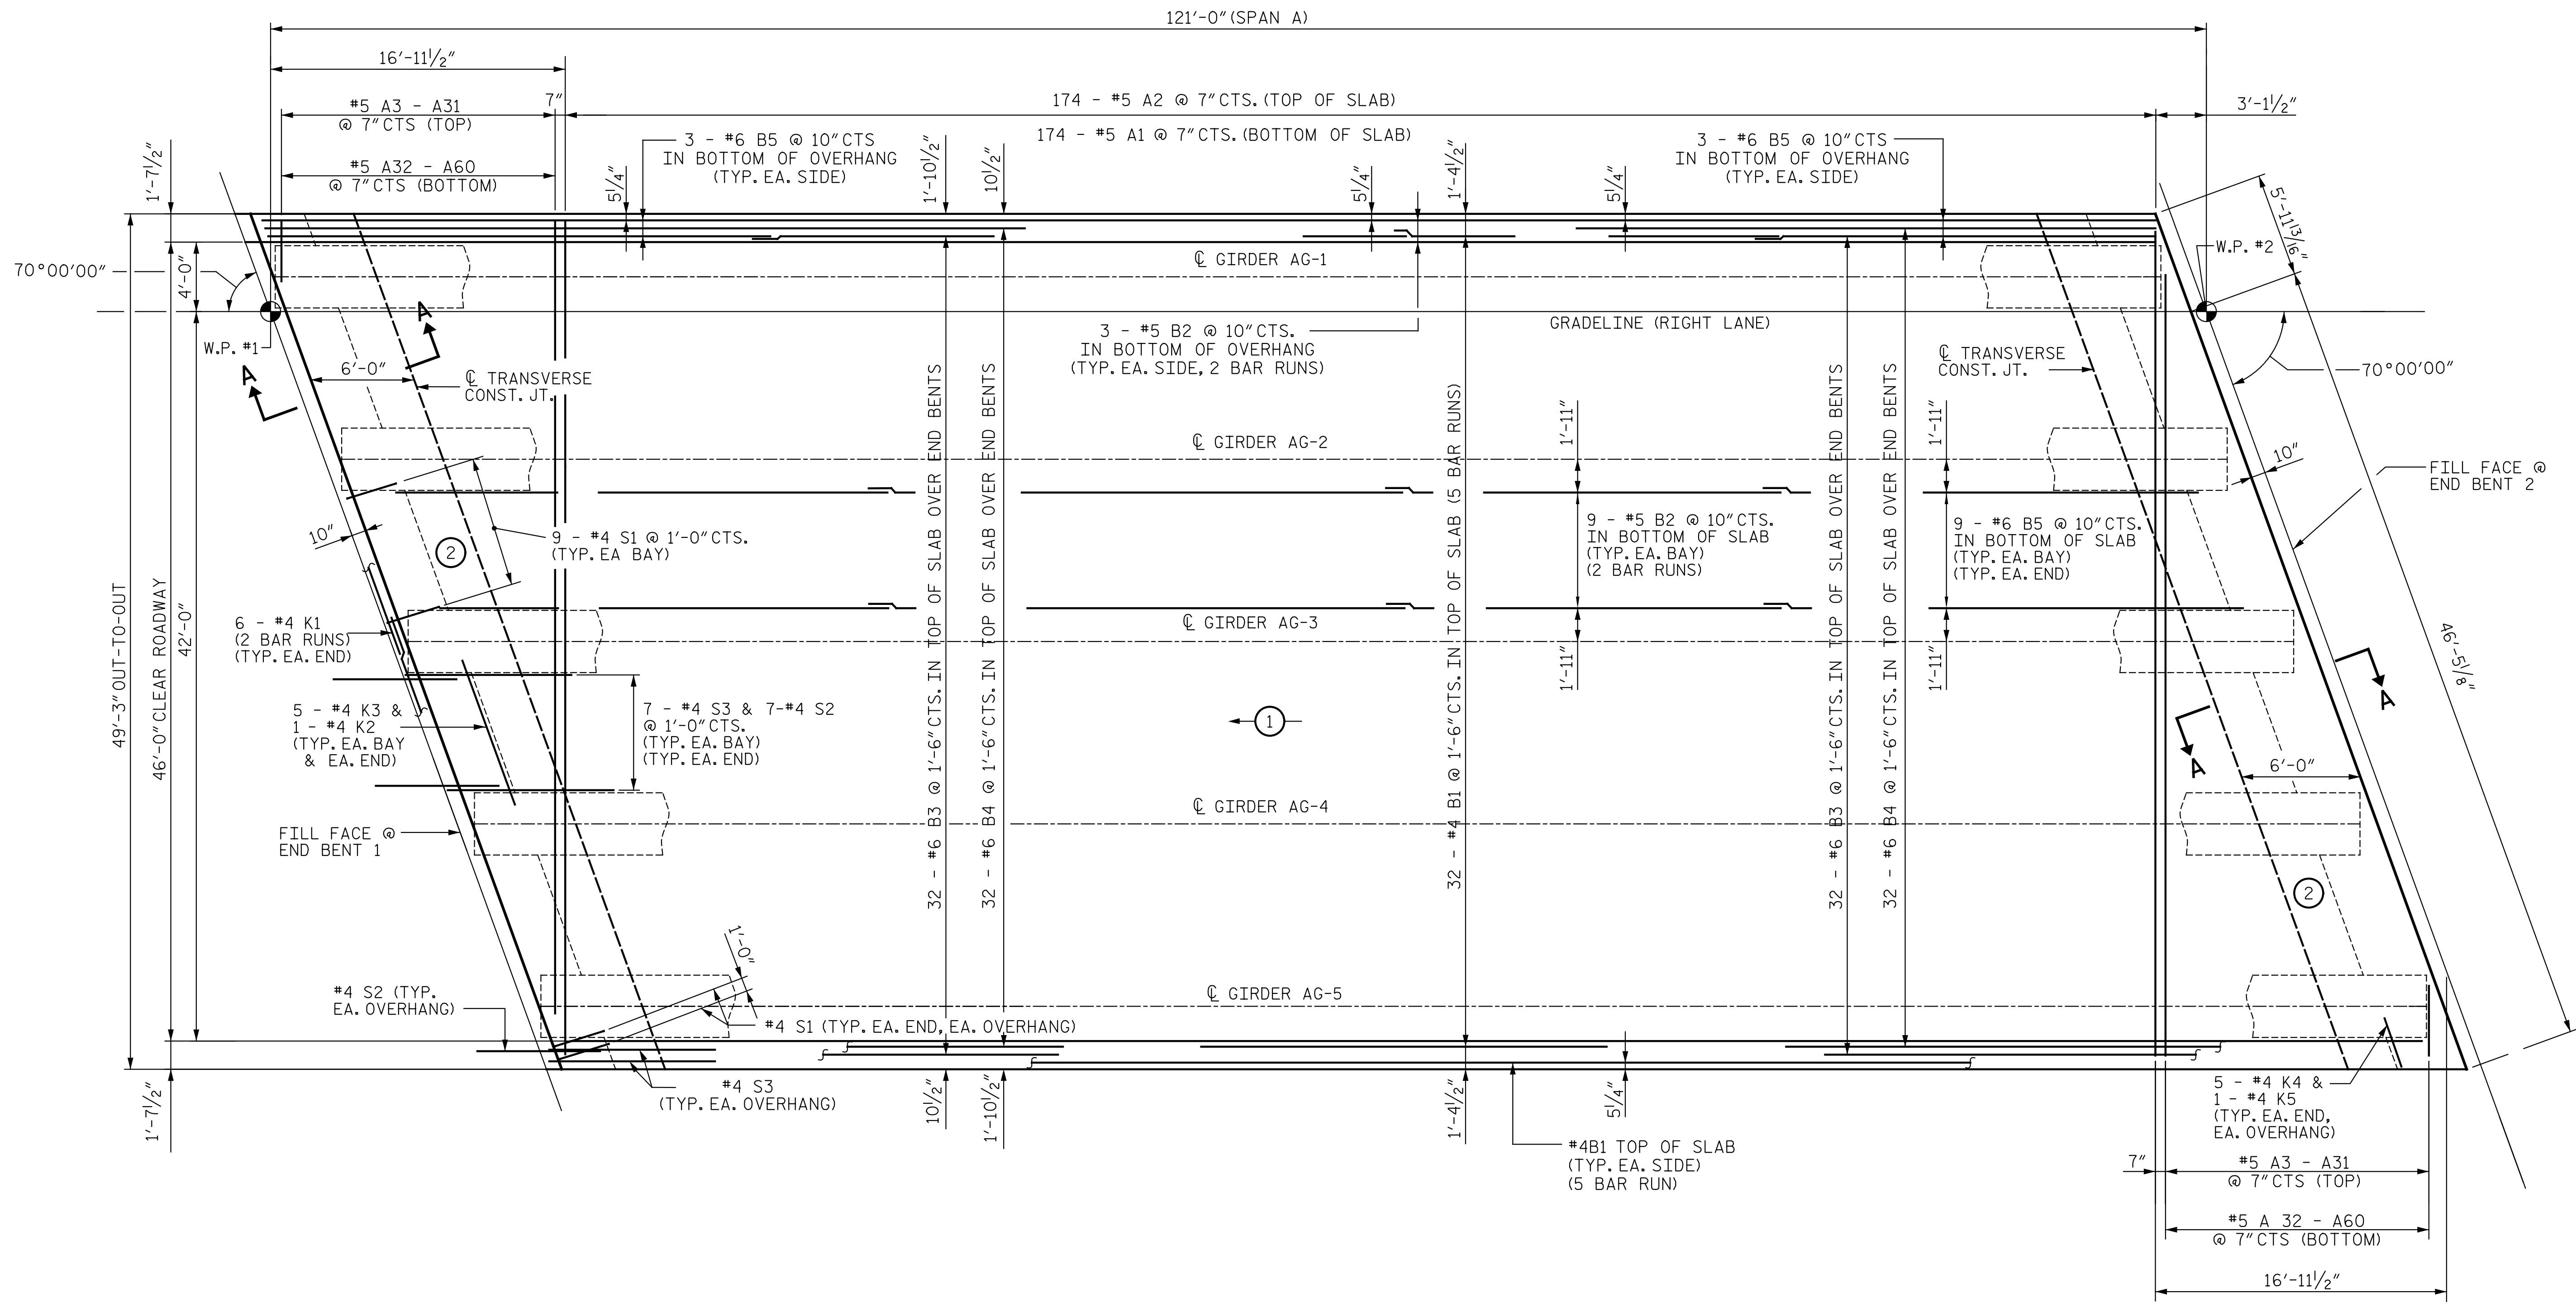 121'-0" (SPAN A)
16'-11½"
#5 A3 - A31
@ 7" CTS (TOP)
7"
174 - #5 A2 @ 7" CTS. (TOP OF SLAB)
3'-1½"
174 - #5 A1 @ 7" CTS. (BOTTOM OF SLAB)
#5 A32 - A60
@ 7" CTS (BOTTOM)
3 - #6 B5 @ 10" CTS
IN BOTTOM OF OVERHANG
(TYP. EA. SIDE)
3 - #6 B5 @ 10" CTS
IN BOTTOM OF OVERHANG
(TYP. EA. SIDE)
1'-7½"
5¼"
1'-10½"
10½"
5¼"
1'-4½"
5¼"
5'-11 13/16"
70°00'00"
4'-0"
W.P. #1
W.P. #2
℄ GIRDER AG-1
GRADELINE (RIGHT LANE)
3 - #5 B2 @ 10" CTS.
IN BOTTOM OF OVERHANG
(TYP. EA. SIDE, 2 BAR RUNS)
A
A
6'-0"
℄ TRANSVERSE
CONST. JT.
℄ TRANSVERSE
CONST. JT.
70°00'00"
℄ GIRDER AG-2
1'-11"
1'-11"
10"
FILL FACE @
END BENT 2
10"
2
9 - #4 S1 @ 1'-0" CTS.
(TYP. EA BAY)
9 - #5 B2 @ 10" CTS.
IN BOTTOM OF SLAB
(TYP. EA. BAY)
(2 BAR RUNS)
9 - #6 B5 @ 10" CTS.
IN BOTTOM OF SLAB
(TYP. EA. BAY)
(TYP. EA. END)
49'-3" OUT-TO-OUT
46'-0" CLEAR ROADWAY
42'-0"
32 - #6 B3 @ 1'-6" CTS. IN TOP OF SLAB OVER END BENTS
32 - #6 B4 @ 1'-6" CTS. IN TOP OF SLAB OVER END BENTS
32 - #4 B1 @ 1'-6" CTS. IN TOP OF SLAB (5 BAR RUNS)
32 - #6 B3 @ 1'-6" CTS. IN TOP OF SLAB OVER END BENTS
32 - #6 B4 @ 1'-6" CTS. IN TOP OF SLAB OVER END BENTS
46'-5⅛"
6 - #4 K1
(2 BAR RUNS)
(TYP. EA. END)
℄ GIRDER AG-3
1'-11"
1'-11"
5 - #4 K3 &
1 - #4 K2
(TYP. EA. BAY
& EA. END)
7 - #4 S3 & 7-#4 S2
@ 1'-0" CTS.
(TYP. EA. BAY)
(TYP. EA. END)
1
A
A
6'-0"
℄ GIRDER AG-4
FILL FACE @
END BENT 1
2
1'-0"
#4 S2 (TYP.
EA. OVERHANG)
℄ GIRDER AG-5
#4 S1 (TYP. EA. END, EA. OVERHANG)
#4 S3
(TYP. EA. OVERHANG)
1'-7½"
10½"
1'-10½"
1'-4½"
5¼"
#4B1 TOP OF SLAB
(TYP. EA. SIDE)
(5 BAR RUN)
5 - #4 K4 &
1 - #4 K5
(TYP. EA. END,
EA. OVERHANG)
7"
#5 A3 - A31
@ 7" CTS (TOP)
#5 A 32 - A60
@ 7" CTS (BOTTOM)
16'-11½"